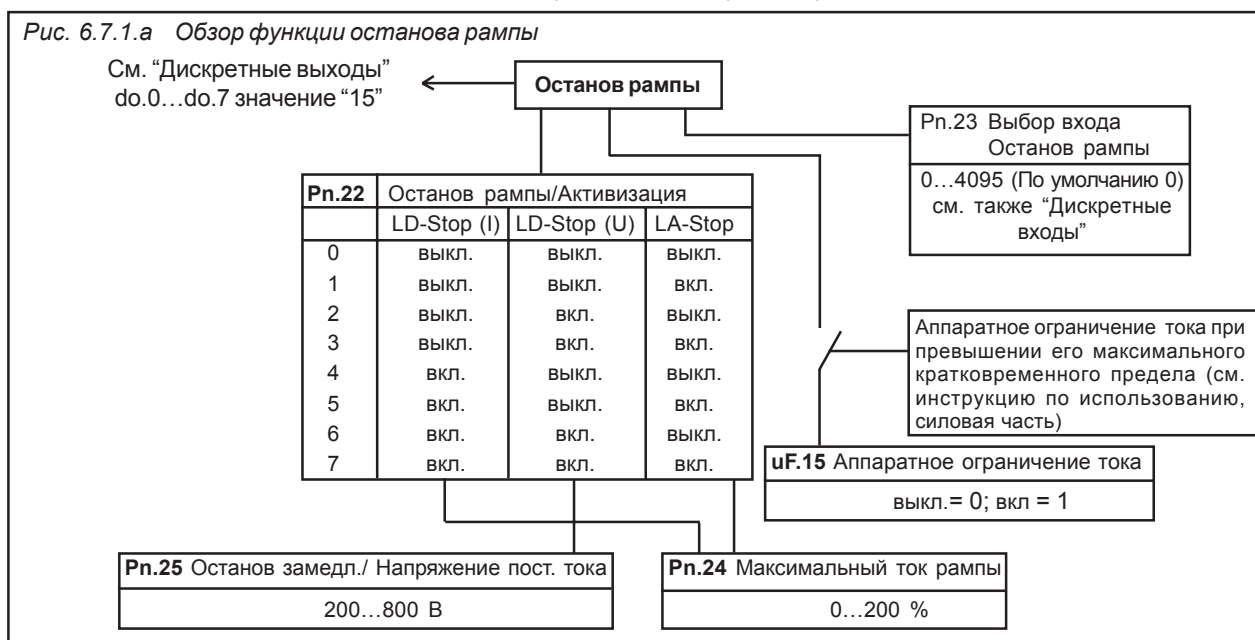 Рис. 6.7.1.a Обзор функции останова рампы
См. “Дискретные выходы”
do.0…do.7 значение “15”
Останов рампы
Pn.23 Выбор входа
Останов рампы
0…4095 (По умолчанию 0)
см. также “Дискретные
входы”
Pn.22 Останов рампы/Активизация
LD-Stop (I) LD-Stop (U) LA-Stop
0 выкл. выкл. выкл.
1 выкл. выкл. вкл.
2 выкл. вкл. выкл.
3 выкл. вкл. вкл.
4 вкл. выкл. выкл.
5 вкл. выкл. вкл.
6 вкл. вкл. выкл.
7 вкл. вкл. вкл.
Аппаратное ограничение тока при
превышении его максимального
кратковременного предела (см.
инструкцию по использованию,
силовая часть)
uF.15 Аппаратное ограничение тока
выкл.= 0; вкл = 1
Pn.25 Останов замедл./ Напряжение пост. тока
200…800 В
Pn.24 Максимальный ток рампы
0…200 %